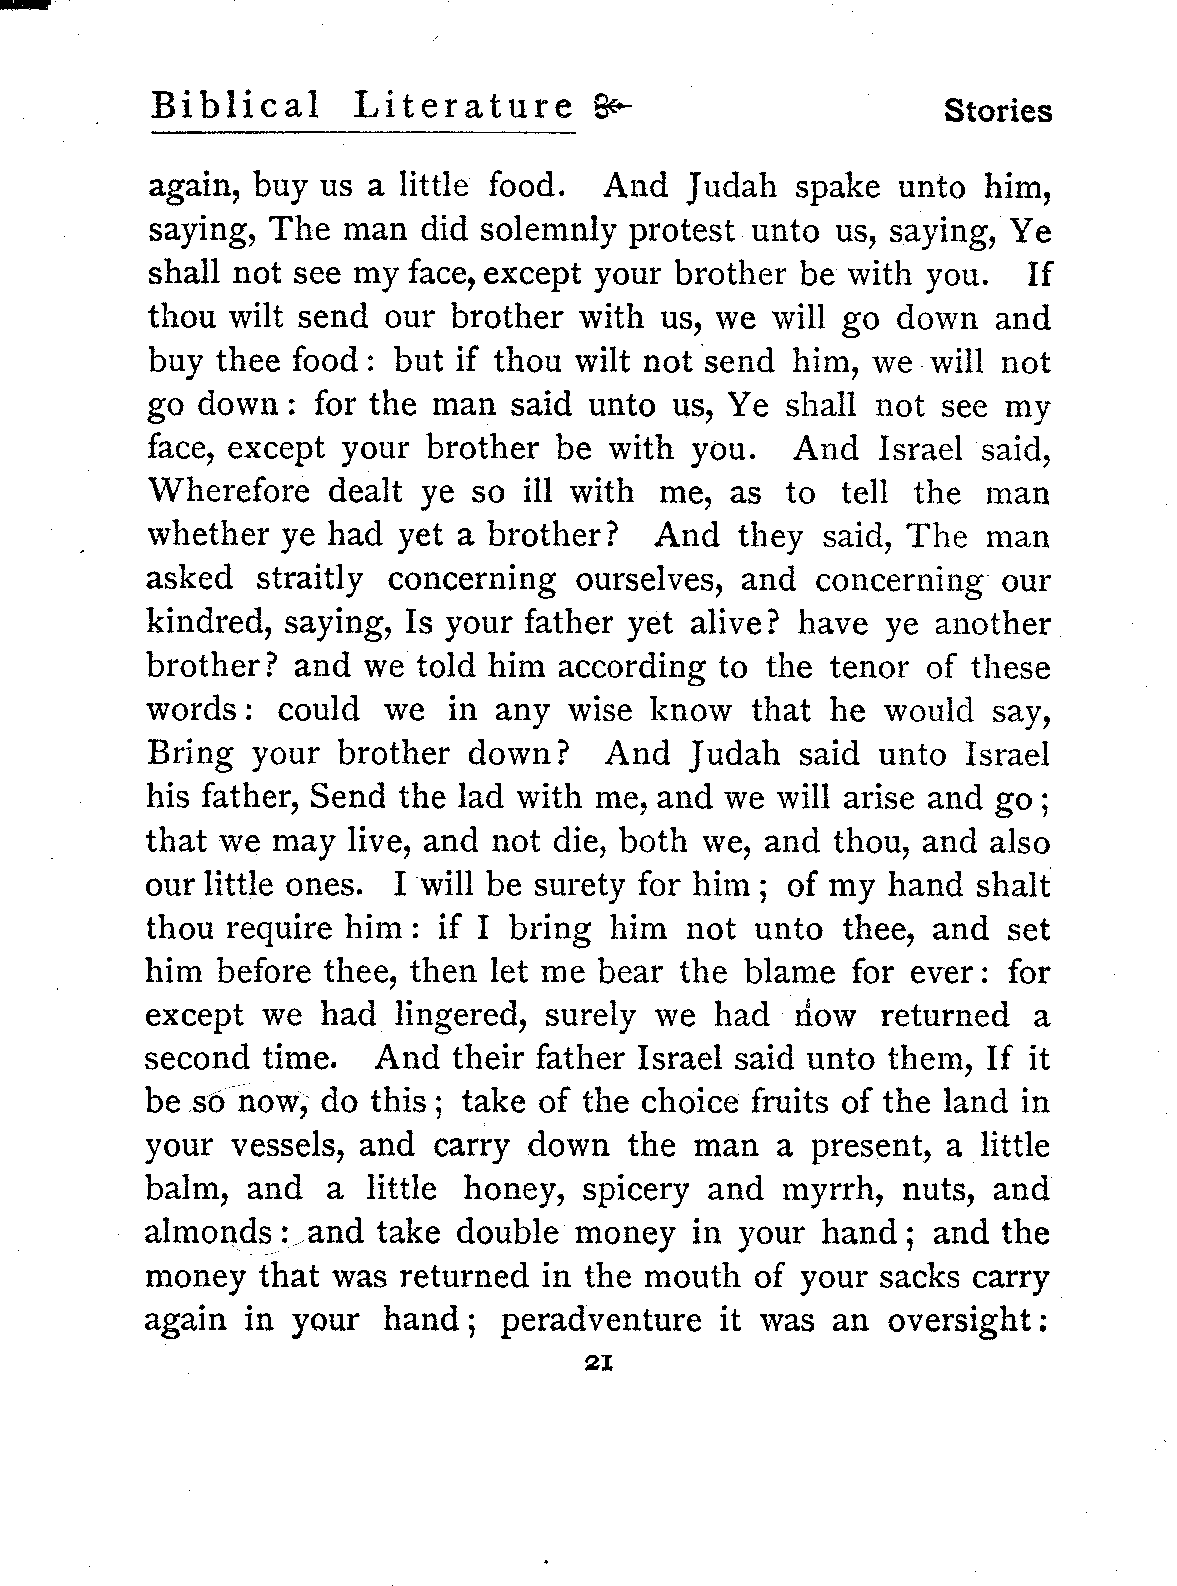 Biblical Literature Stories
again, buy us a little food. And Judah spake unto him,
saying, The man did solemnly protest unto us, saying, Ye
shall not see my face, except your brother be with you. If
thou wilt send our brother with us, we will go down and
buy thee food: but if thou wilt not send him, we will not
go down: for the man said unto us, Ye shall not see my
face, except your brother be with you. And Israel said,
Wherefore dealt ye so ill with me, as to tell the man
whether ye had yet a brother? And they said, The man
asked straitly concerning ourselves, and concerning our
kindred, saying, Is your father yet alive? have ye another
brother? and we told him according to the tenor of these
words: could we in any wise know that he would say,
Bring your brother down? And Judah said unto Israel
his father, Send the lad with me, and we will arise and go;
that we may live, and not die, both we, and thou, and also
our little ones. I will be surety for him; of my hand shalt
thou require him: if I bring him not unto thee, and set
him before thee, then let me bear the blame for ever: for
except we had lingered, surely we had now returned a
second time. And their father Israel said unto them, If it
be so now, do this; take of the choice fruits of the land in
your vessels, and carry down the man a present, a little
balm, and a little honey, spicery and myrrh, nuts, and
almonds: and take double money in your hand; and the
money that was returned in the mouth of your sacks carry
again in your hand; peradventure it was an oversight:
21